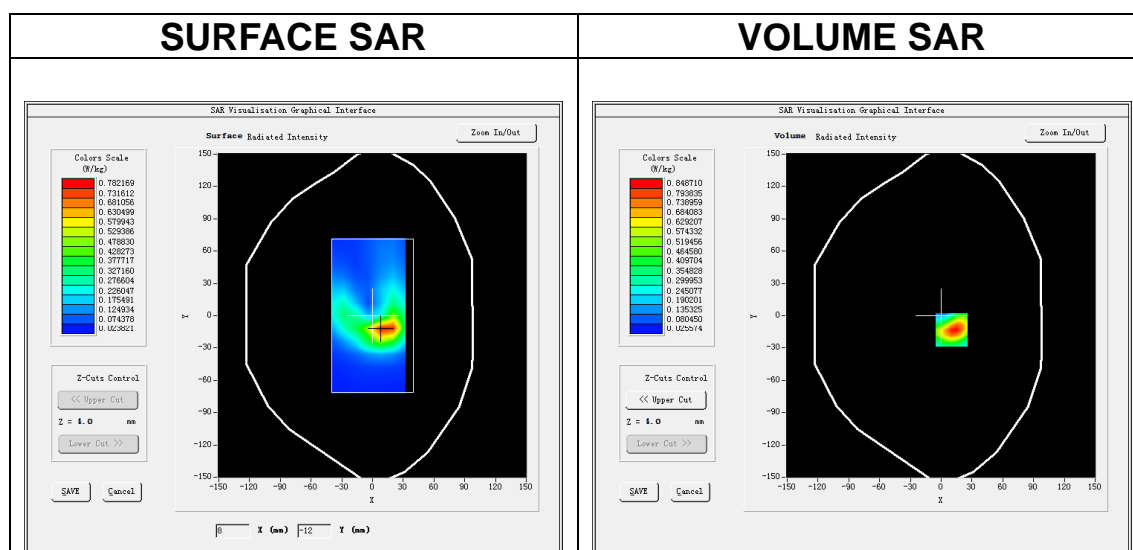 SURFACE SAR
VOLUME SAR
SAR Visualisation Graphical Interface
Surface Radiated Intensity
Zoom In/Out
Colors Scale
(W/kg)
0.782169
0.731612
0.681056
0.630499
0.579943
0.529386
0.478830
0.428273
0.377717
0.327160
0.276604
0.226047
0.175491
0.124934
0.074378
0.023821
Z-Cuts Control
<< Upper Cut
Z = 4.0 mm
Lower Cut >>
SAVE
Cancel
150
120
90
60
30
0
-30
-60
-90
-120
-150
Y
-150 -120 -90 -60 -30 0 30 60 90 120 150
X
8 X (mm) -12 Y (mm)
SAR Visualisation Graphical Interface
Volume Radiated Intensity
Zoom In/Out
Colors Scale
(W/kg)
0.848710
0.793835
0.738959
0.684083
0.629207
0.574332
0.519456
0.464580
0.409704
0.354828
0.299953
0.245077
0.190201
0.135325
0.080450
0.025574
Z-Cuts Control
<< Upper Cut
Z = 4.0 mm
Lower Cut >>
SAVE
Cancel
150
120
90
60
30
0
-30
-60
-90
-120
-150
Y
-150 -120 -90 -60 -30 0 30 60 90 120 150
X